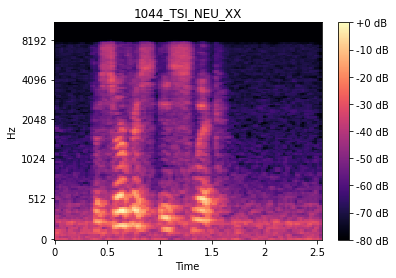 1044_TSI_NEU_XX
8192
4096
2048
1024
512
0
Hz
0
0.5
1
1.5
2
2.5
Time
+0 dB
-10 dB
-20 dB
-30 dB
-40 dB
-50 dB
-60 dB
-70 dB
-80 dB